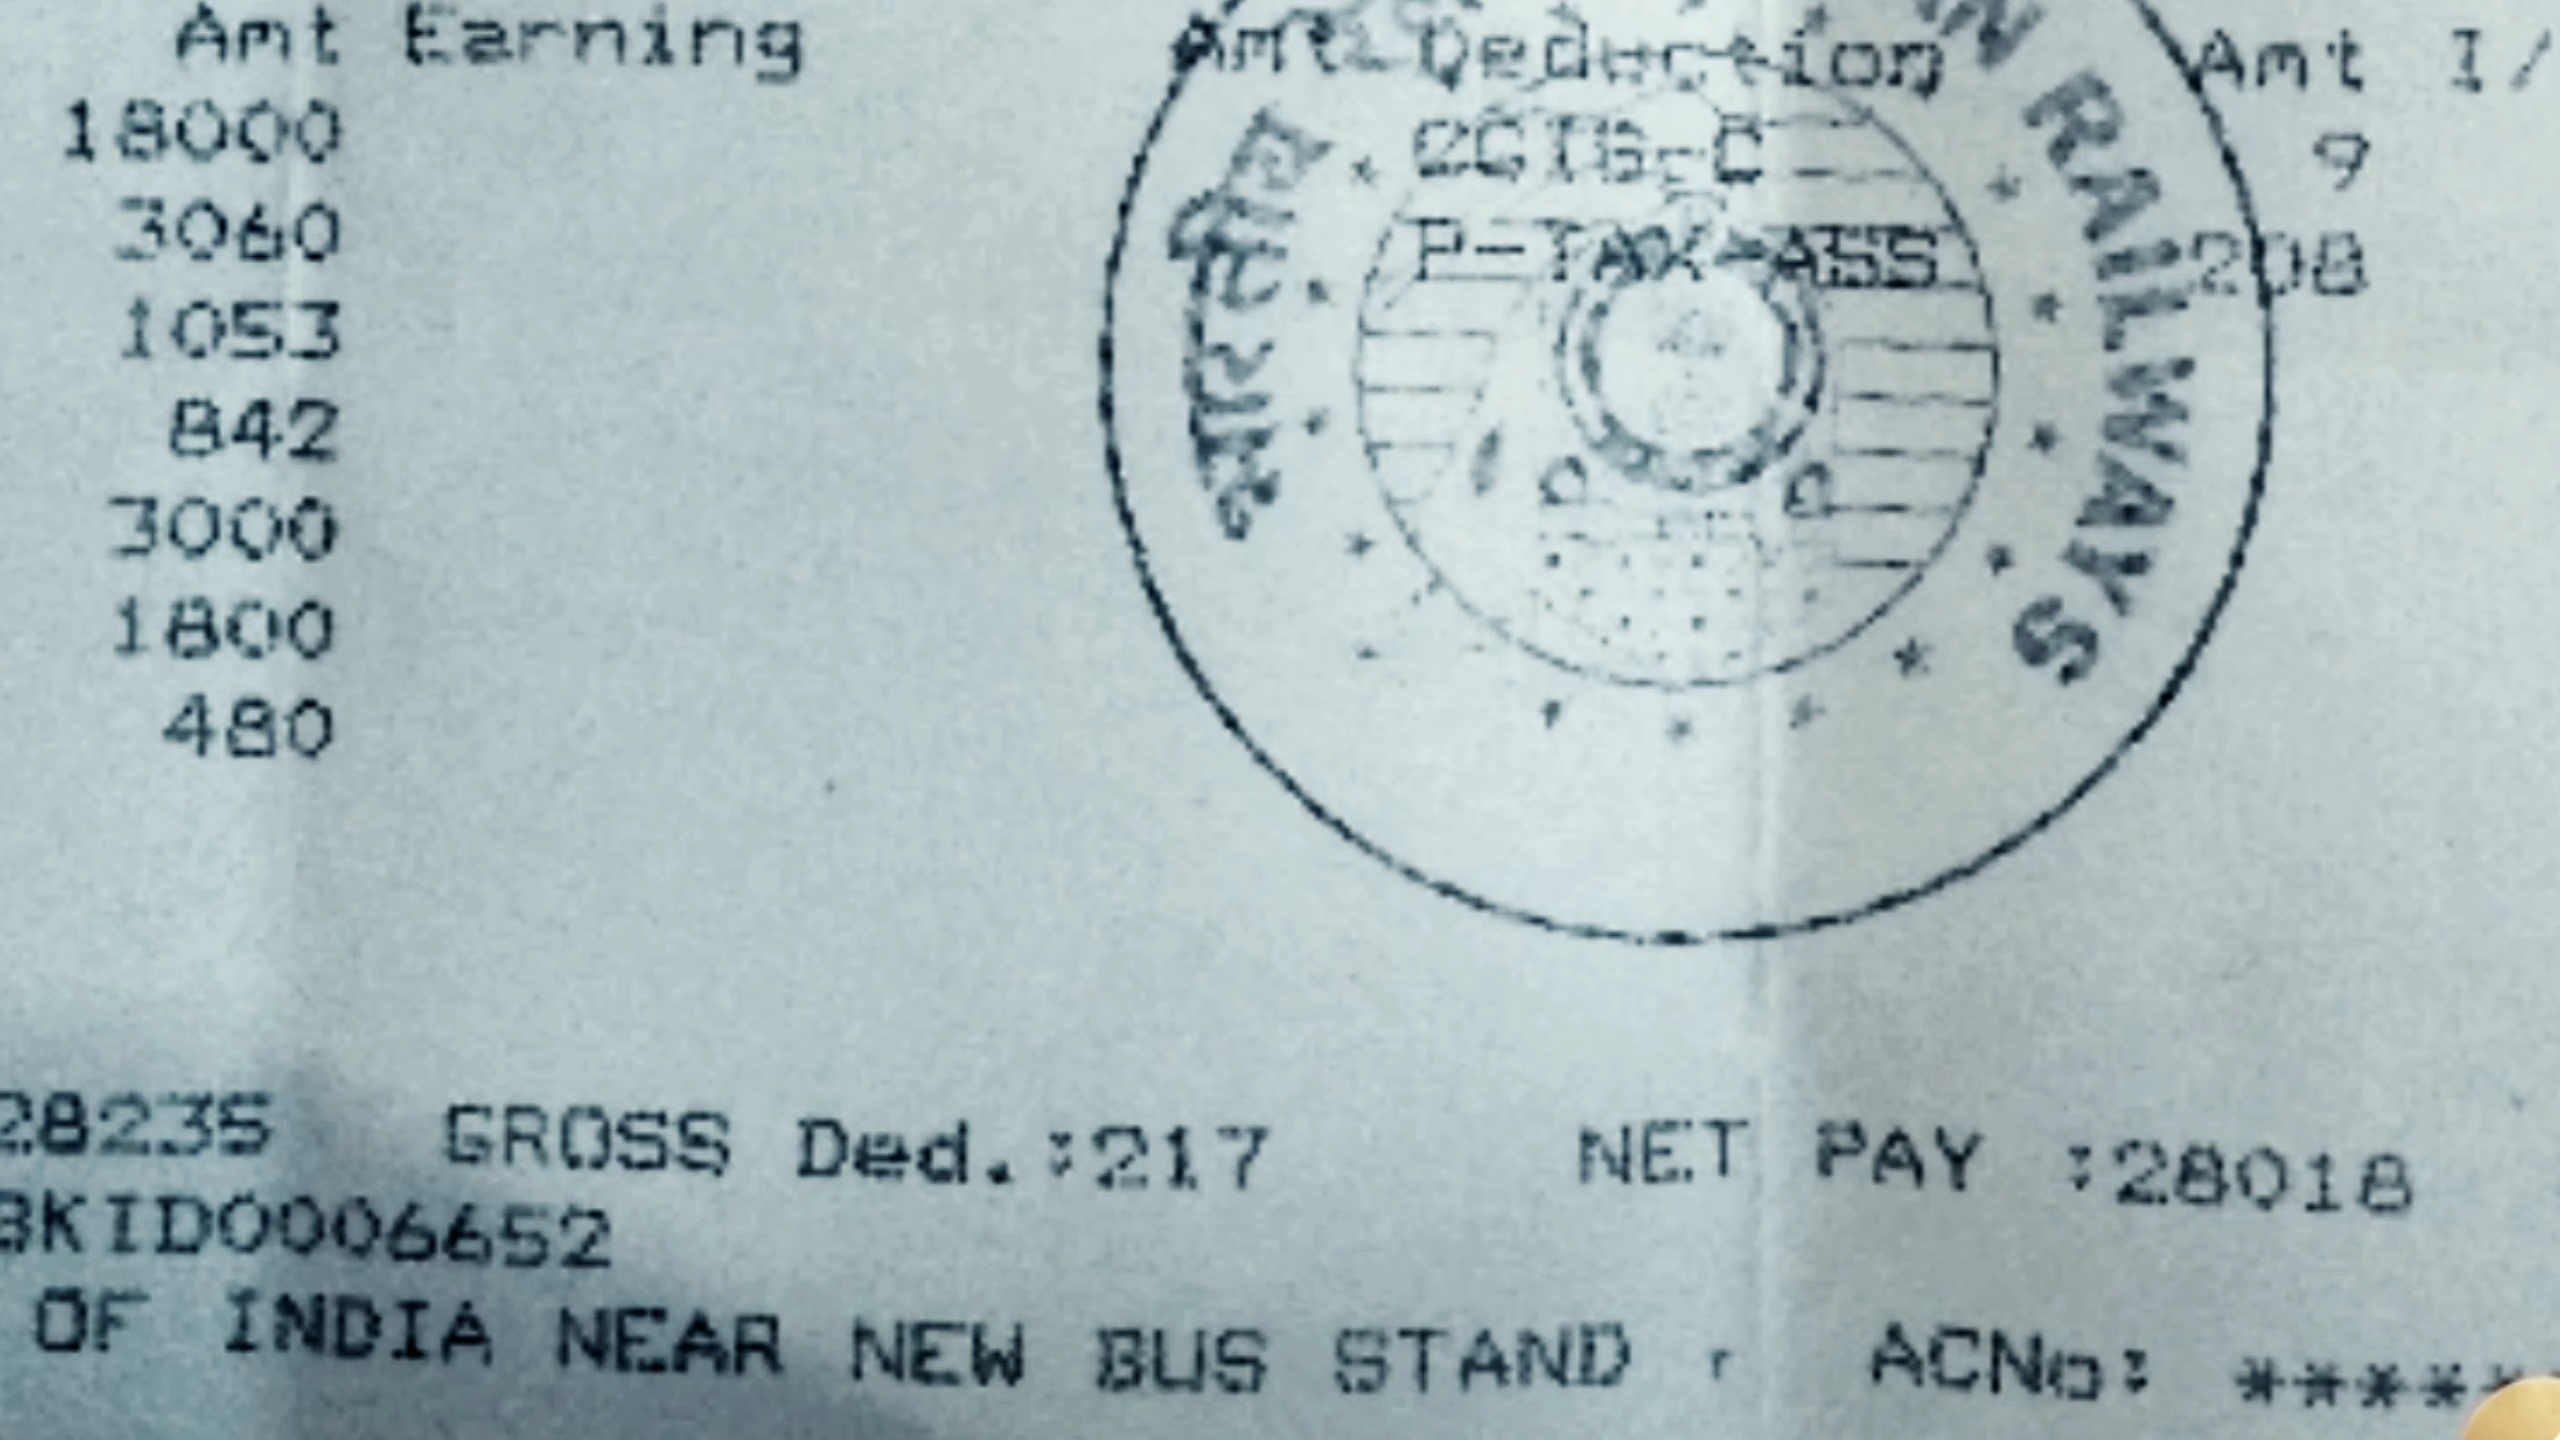 Amt Earning Amt Deduction Amt I/
18000 CGIS-C 9
3060 P-TAX-ASS 208
1053
842
3000
1800
480
RAILWAYS
28235 GROSS Ded.:217 NET PAY :28018
BKID0006652
OF INDIA NEAR NEW BUS STAND , ACNo: *****